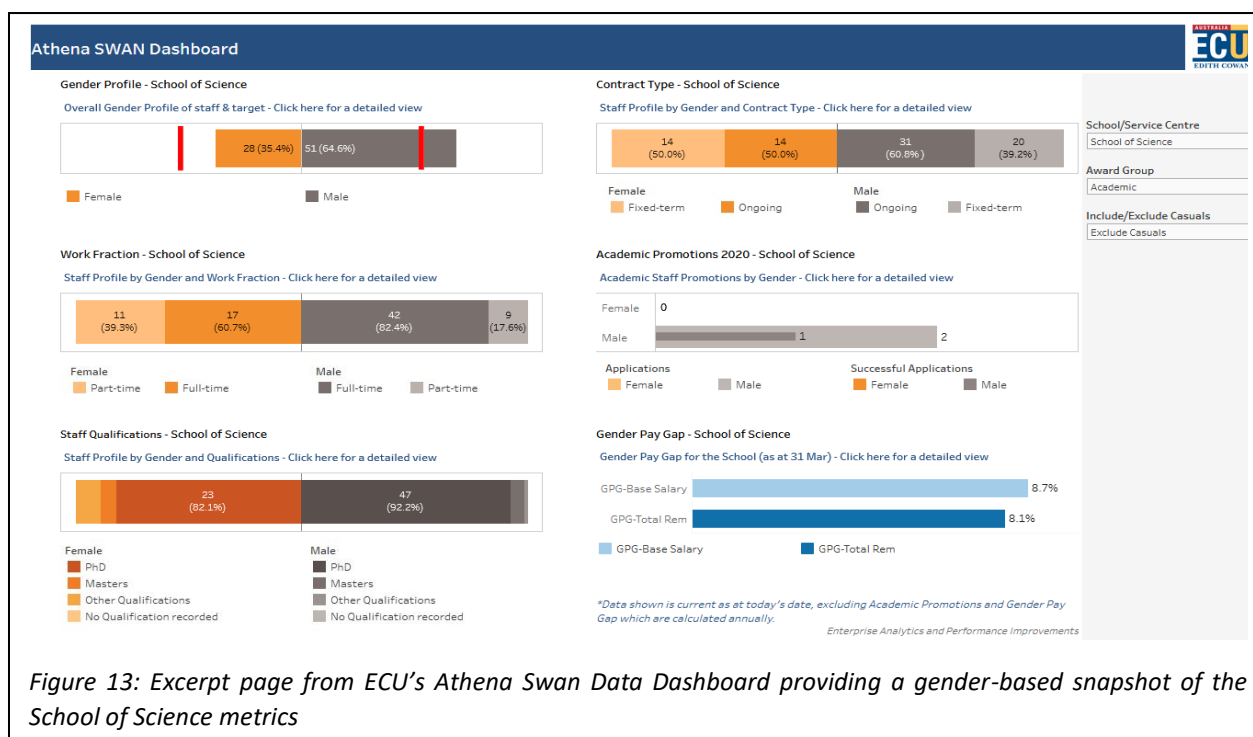 Athena SWAN Dashboard
AUSTRALIA
ECU
EDITH COWAN
Gender Profile - School of Science
Overall Gender Profile of staff & target - Click here for a detailed view
28 (35.4%) 51 (64.6%)
Female Male
Work Fraction - School of Science
Staff Profile by Gender and Work Fraction - Click here for a detailed view
11 17 42 9
(39.3%) (60.7%) (82.4%) (17.6%)
Female Male
Part-time Full-time Full-time Part-time
Staff Qualifications - School of Science
Staff Profile by Gender and Qualifications - Click here for a detailed view
23 47
(82.1%) (92.2%)
Female Male
PhD PhD
Masters Masters
Other Qualifications Other Qualifications
No Qualification recorded No Qualification recorded
Contract Type - School of Science
Staff Profile by Gender and Contract Type - Click here for a detailed view
14 14 31 20
(50.0%) (50.0%) (60.8%) (39.2%)
Female Male
Fixed-term Ongoing Ongoing Fixed-term
Academic Promotions 2020 - School of Science
Academic Staff Promotions by Gender - Click here for a detailed view
Female 0
Male 1 2
Applications Successful Applications
Female Male Female Male
Gender Pay Gap - School of Science
Gender Pay Gap for the School (as at 31 Mar) - Click here for a detailed view
GPG-Base Salary 8.7%
GPG-Total Rem 8.1%
GPG-Base Salary GPG-Total Rem
*Data shown is current as at today's date, excluding Academic Promotions and Gender Pay
Gap which are calculated annually.
Enterprise Analytics and Performance Improvements
School/Service Centre
School of Science
Award Group
Academic
Include/Exclude Casuals
Exclude Casuals
Figure 13: Excerpt page from ECU's Athena Swan Data Dashboard providing a gender-based snapshot of the
School of Science metrics